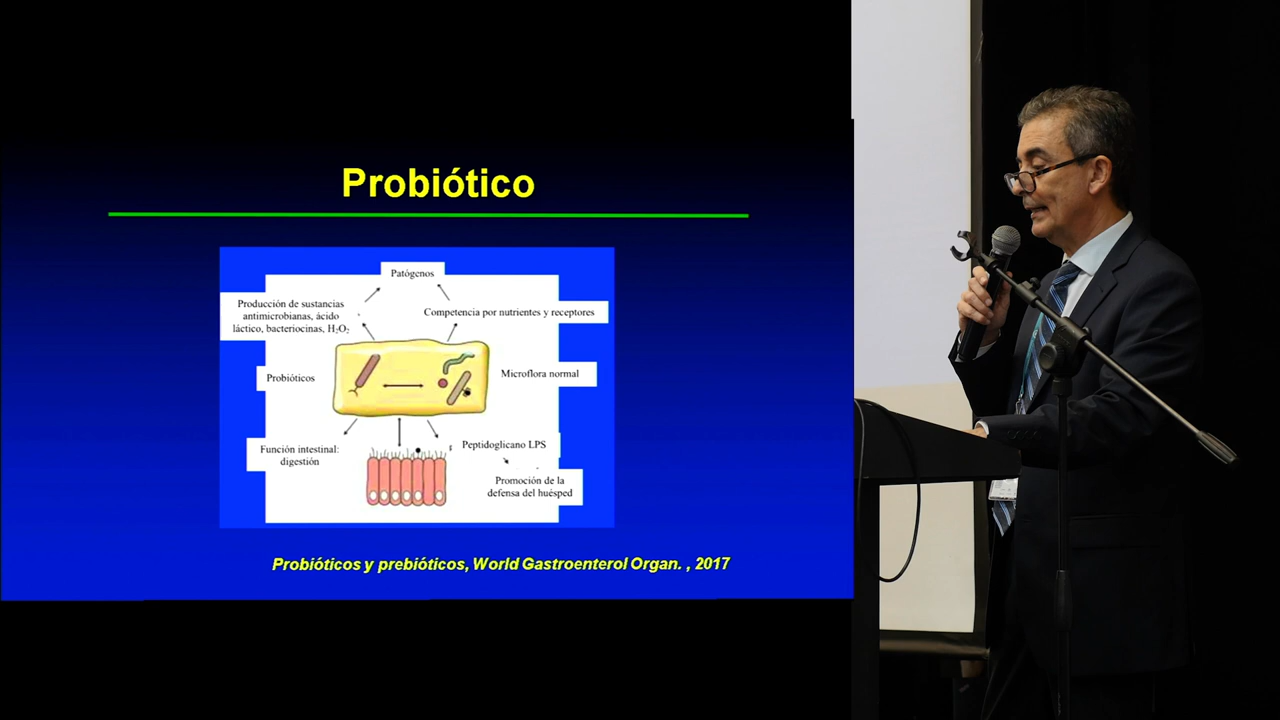 Probiótico
Patógenos
Producción de sustancias
antimicrobianas, ácido
láctico, bacteriocinas, H₂O₂
Competencia por nutrientes y receptores
Probióticos
Microflora normal
Función intestinal:
digestión
Peptidoglicano LPS
Promoción de la
defensa del huésped
Probióticos y prebióticos, World Gastroenterol Organ. , 2017